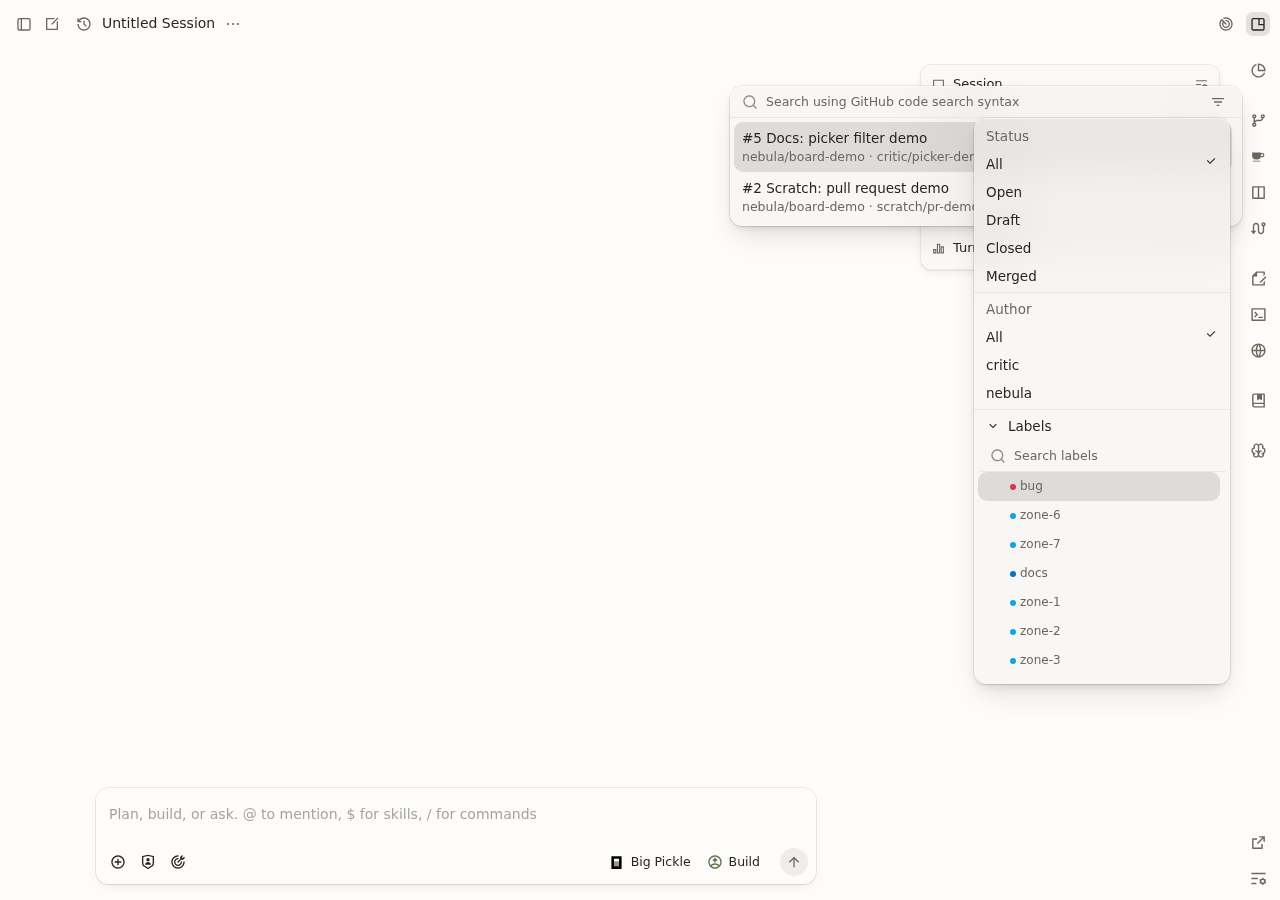 Untitled Session
Session
Search using GitHub code search syntax
#5 Docs: picker filter demo
nebula/board-demo · critic/picker-der
#2 Scratch: pull request demo
nebula/board-demo · scratch/pr-demo
Status
All
Open
Draft
Closed
Merged
Author
All
critic
nebula
Labels
Search labels
bug
zone-6
zone-7
docs
zone-1
zone-2
zone-3
Plan, build, or ask. @ to mention, $ for skills, / for commands
Big Pickle
Build